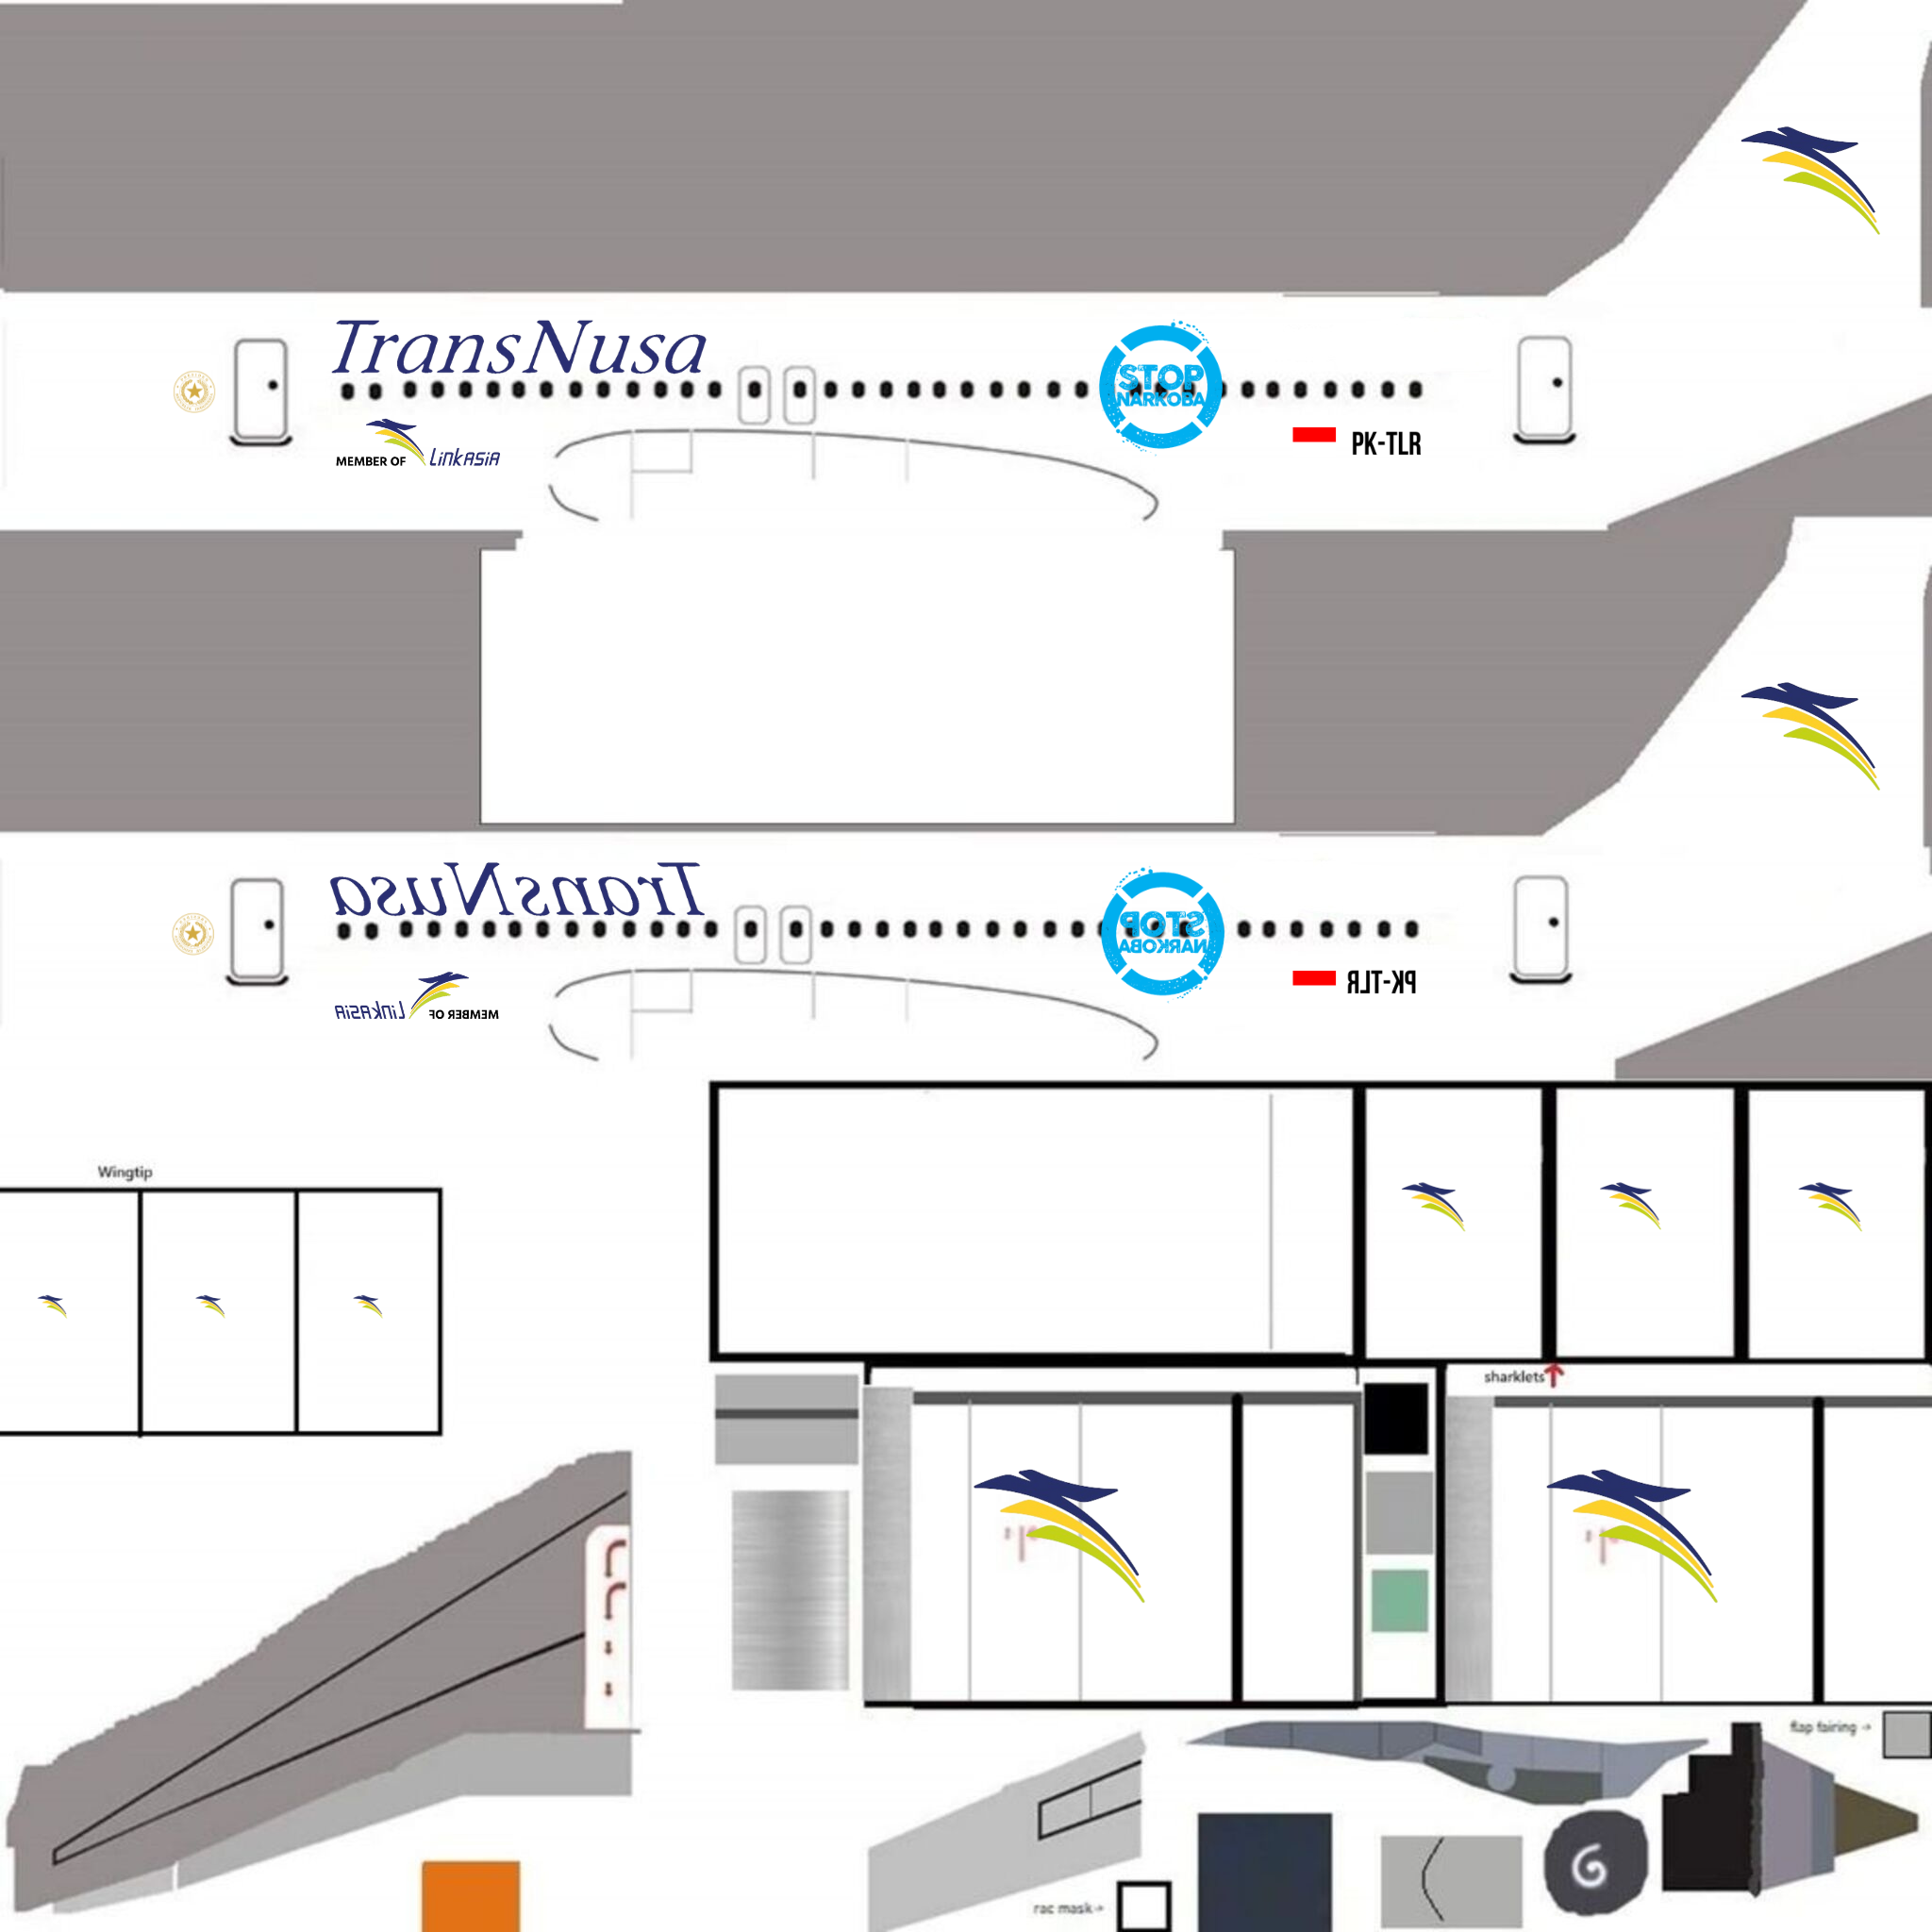 TransNusa
STOP
NARKOBA
MEMBER OF LinkAsia
PK-TLR
TransNusa
STOP
NARKOBA
MEMBER OF LinkAsia
PK-TLR
Wingtip
sharklets
flap fairing ->
rac mask->